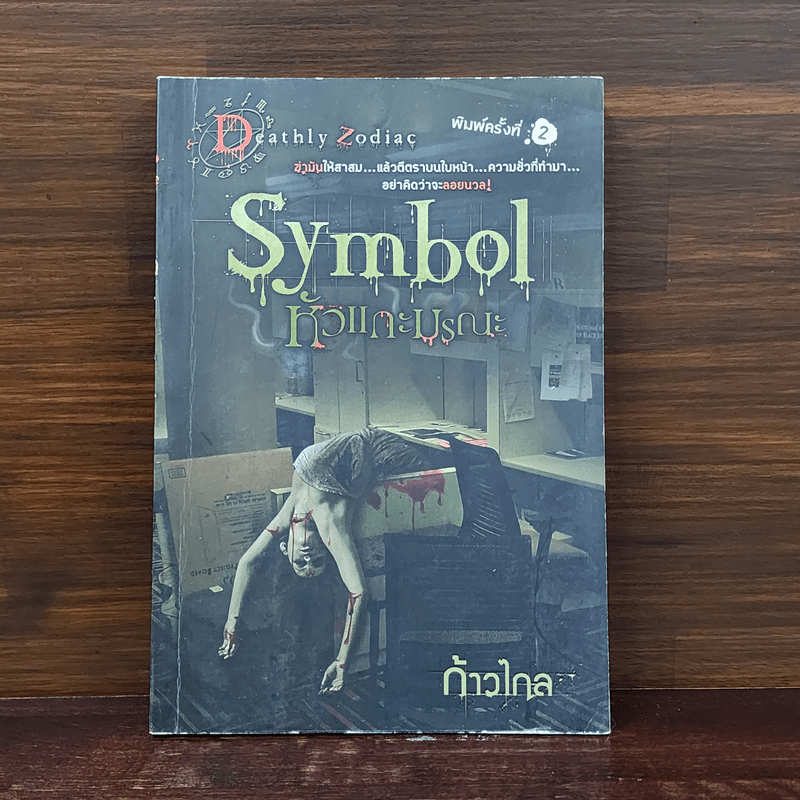 Deathly Zodiac
พิมพ์ครั้งที่ 2
ฆ่ามันให้สาสม...แล้วตีตราบนใบหน้า...ความชั่วที่ทำมา...
อย่าคิดว่าจะลอยนวล!
Symbol
หัวแกะมรณะ
ก้าวไกล